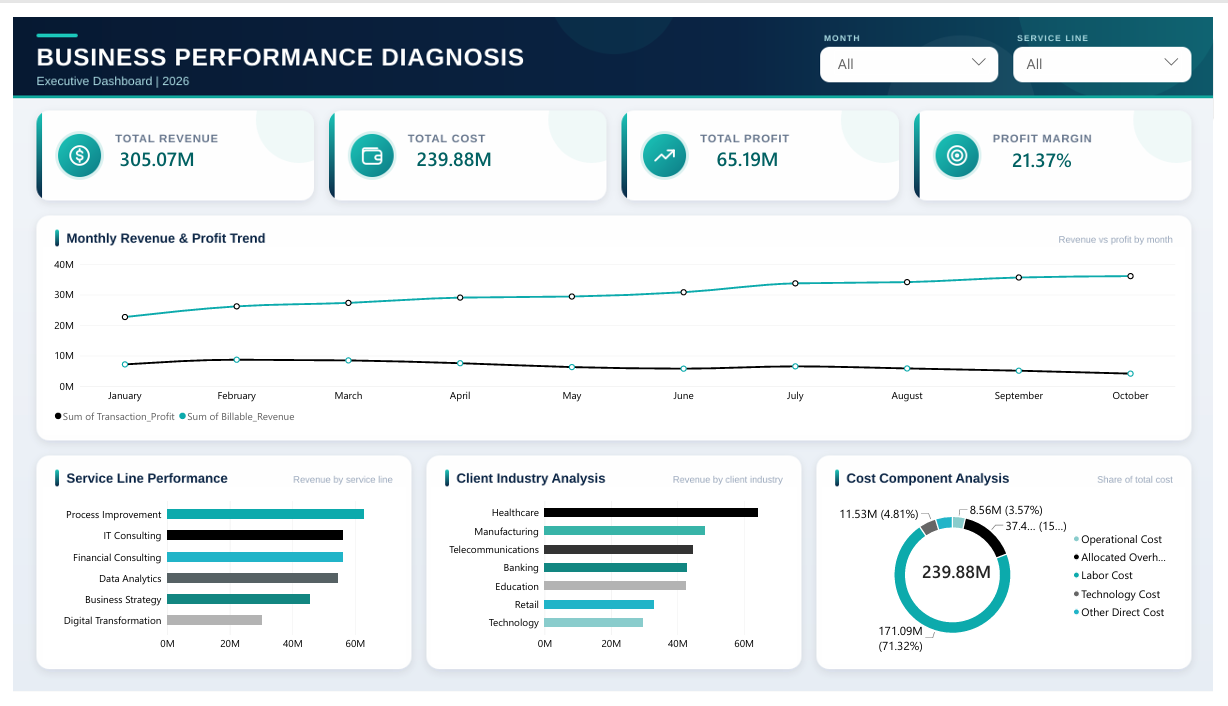 BUSINESS PERFORMANCE DIAGNOSIS
Executive Dashboard | 2026
MONTH
All
SERVICE LINE
All
TOTAL REVENUE
305.07M
TOTAL COST
239.88M
TOTAL PROFIT
65.19M
PROFIT MARGIN
21.37%
Monthly Revenue & Profit Trend
Revenue vs profit by month
40M
30M
20M
10M
0M
January February March April May June July August September October
Sum of Transaction_Profit Sum of Billable_Revenue
Service Line Performance
Revenue by service line
Process Improvement
IT Consulting
Financial Consulting
Data Analytics
Business Strategy
Digital Transformation
0M 20M 40M 60M
Client Industry Analysis
Revenue by client industry
Healthcare
Manufacturing
Telecommunications
Banking
Education
Retail
Technology
0M 20M 40M 60M
Cost Component Analysis
Share of total cost
11.53M (4.81%)
8.56M (3.57%)
37.4... (15...)
239.88M
171.09M
(71.32%)
Operational Cost
Allocated Overh...
Labor Cost
Technology Cost
Other Direct Cost